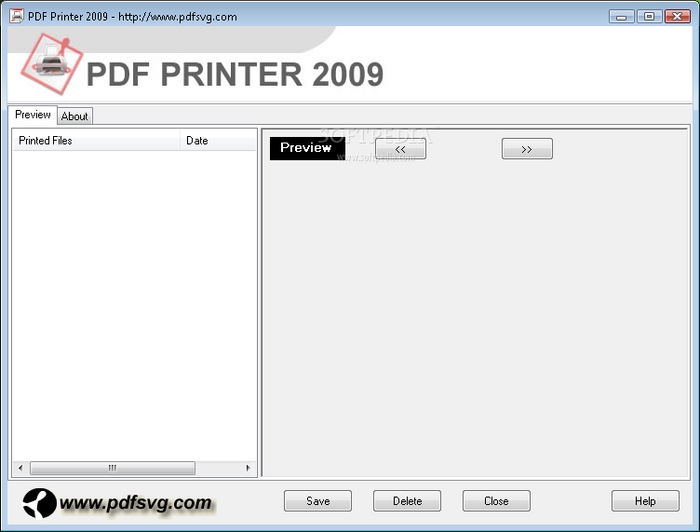 PDF Printer 2009 - http://www.pdfsvg.com
PDF PRINTER 2009
Preview About
Printed Files Date
SOFTPEDIA
www.softpedia.com
Preview << >>
www.pdfsvg.com Save Delete Close Help